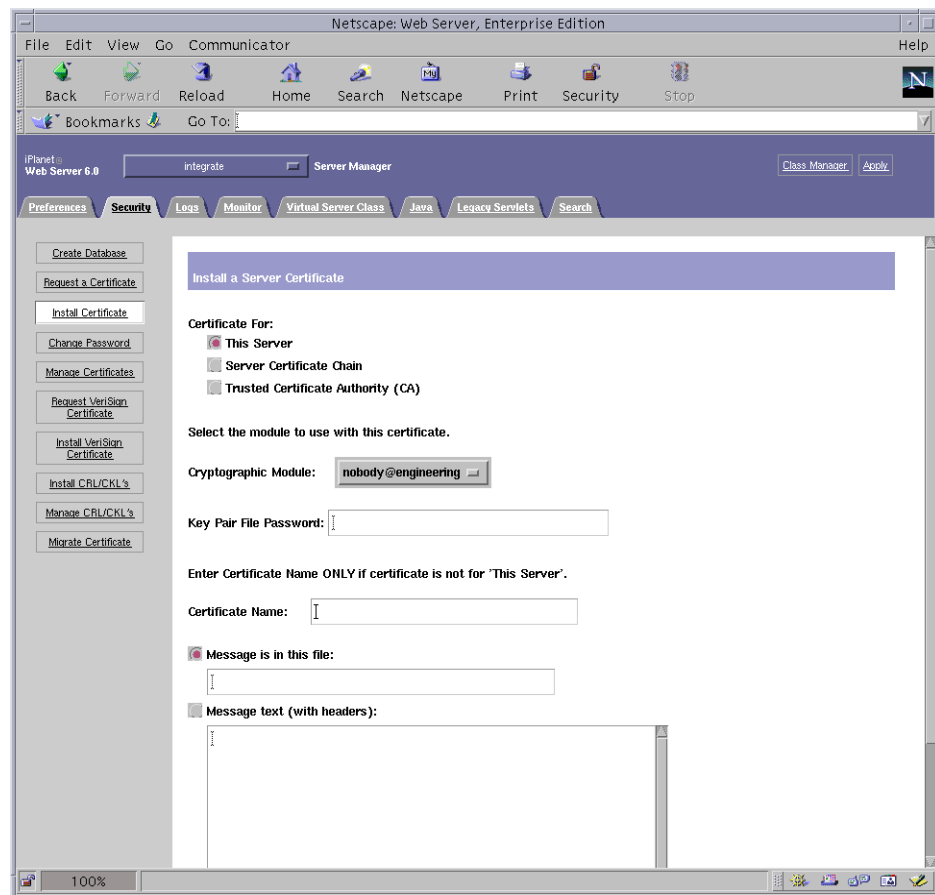 Netscape: Web Server, Enterprise Edition
File Edit View Go Communicator Help
Back Forward Reload Home Search Netscape Print Security Stop
My
N
Bookmarks Go To:
iPlanet
Web Server 6.0
integrate
Server Manager
Class Manager
Apply
Preferences Security Logs Monitor Virtual Server Class Java Legacy Servlets Search
Create Database
Request a Certificate
Install Certificate
Change Password
Manage Certificates
Request VeriSign
Certificate
Install VeriSign
Certificate
Install CRL/CKL's
Manage CRL/CKL's
Migrate Certificate
Install a Server Certificate
Certificate For:
This Server
Server Certificate Chain
Trusted Certificate Authority (CA)
Select the module to use with this certificate.
Cryptographic Module: nobody@engineering
Key Pair File Password:
Enter Certificate Name ONLY if certificate is not for 'This Server'.
Certificate Name:
Message is in this file:
Message text (with headers):
100%